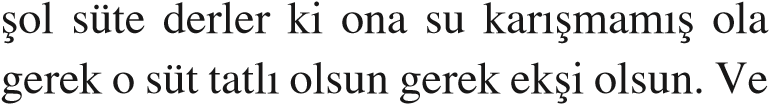 şol süte derler ki ona su karışmamış ola
gerek o süt tatlı olsun gerek ekşi olsun. Ve